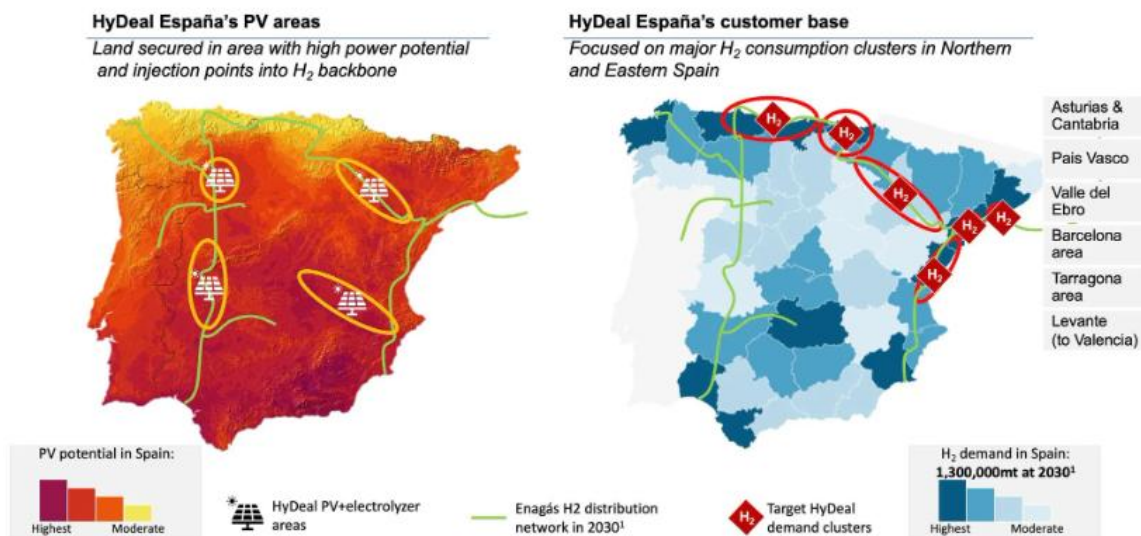 HyDeal España's PV areas
Land secured in area with high power potential
and injection points into H₂ backbone
HyDeal España's customer base
Focused on major H₂ consumption clusters in Northern
and Eastern Spain
H₂
H₂
H₂
H₂
H₂
H₂
Asturias &
Cantabria
Pais Vasco
Valle del
Ebro
Barcelona
area
Tarragona
area
Levante
(to Valencia)
PV potential in Spain:
Highest
Moderate
HyDeal PV+electrolyzer
areas
Enagás H2 distribution
network in 2030¹
H₂
Target HyDeal
demand clusters
H₂ demand in Spain:
1,300,000mt at 2030¹
Highest
Moderate